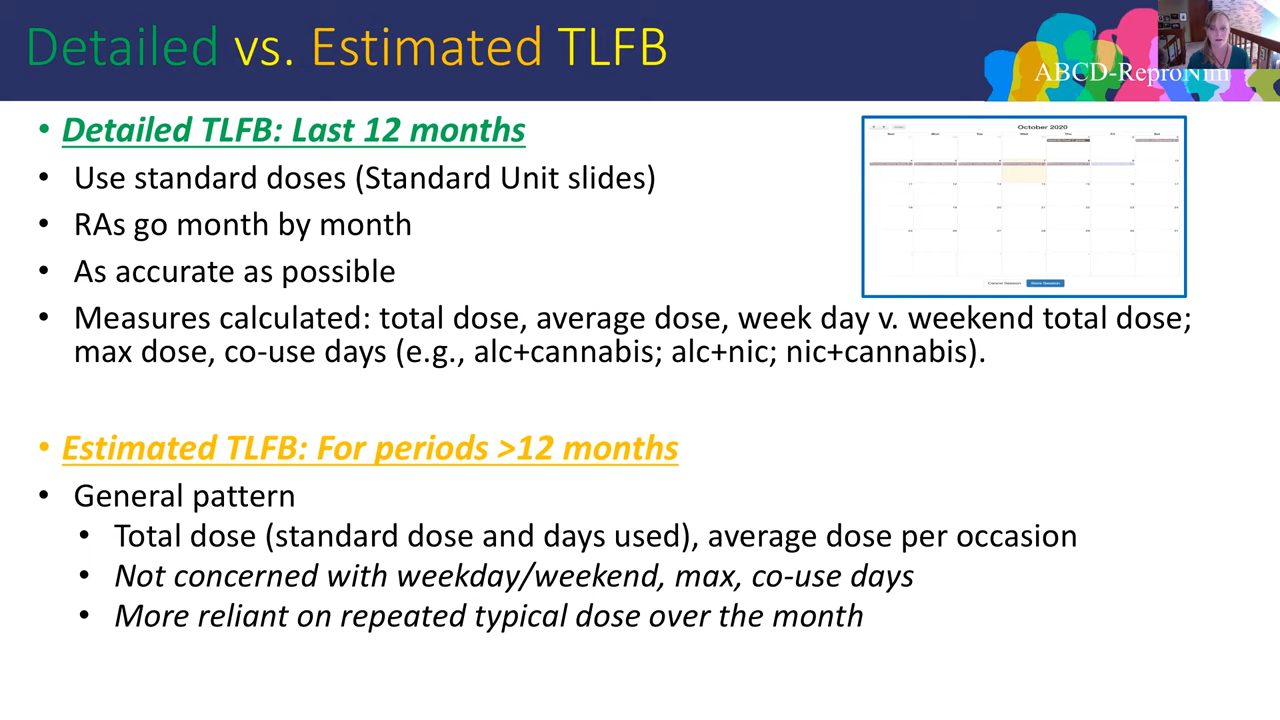 Detailed vs. Estimated TLFB
ABCD-ReproNim
• Detailed TLFB: Last 12 months
• Use standard doses (Standard Unit slides)
• RAs go month by month
• As accurate as possible
• Measures calculated: total dose, average dose, week day v. weekend total dose;
max dose, co-use days (e.g., alc+cannabis; alc+nic; nic+cannabis).
October 2020
• Estimated TLFB: For periods >12 months
• General pattern
• Total dose (standard dose and days used), average dose per occasion
• Not concerned with weekday/weekend, max, co-use days
• More reliant on repeated typical dose over the month